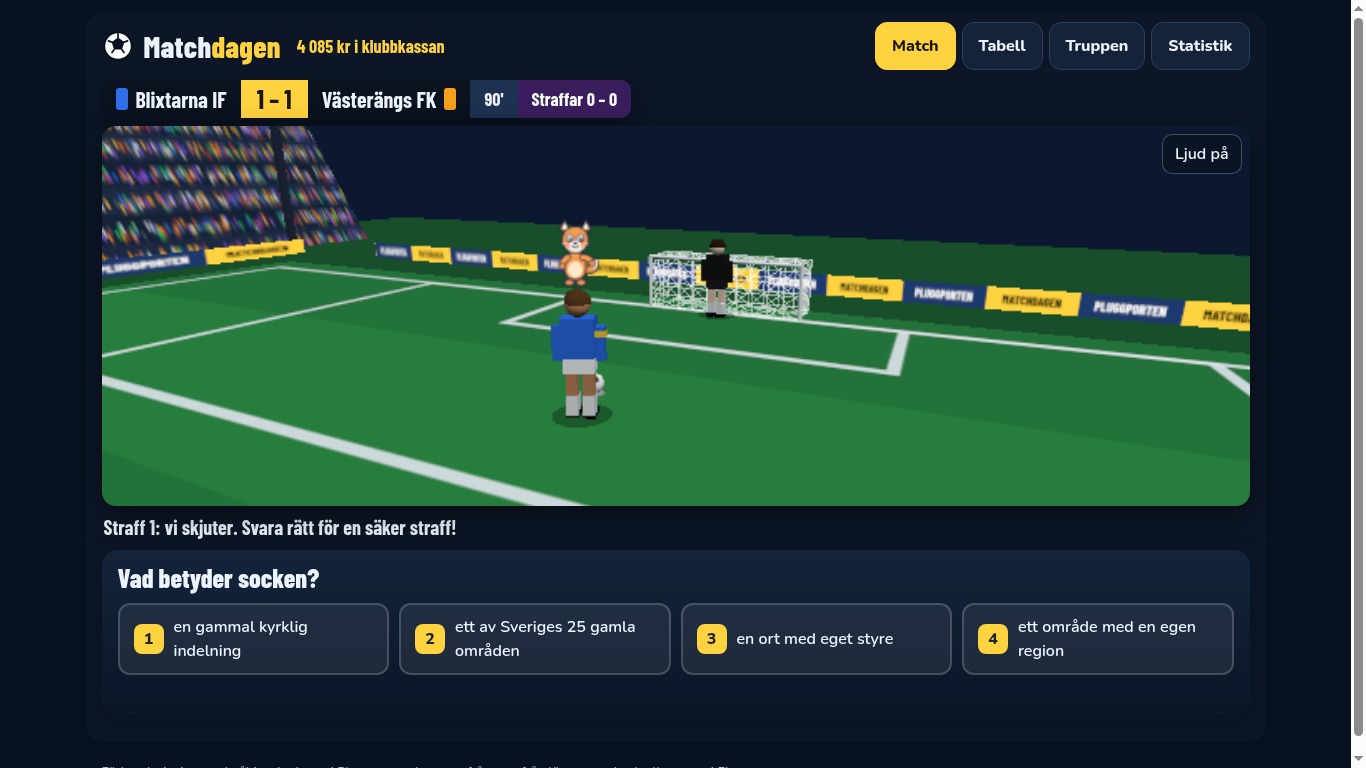 Matchdagen 4 085 kr i klubbkassan
Match Tabell Truppen Statistik
Blixtarna IF 1 – 1 Västerängs FK 90' Straffar 0 – 0
Ljud på
PLUGGPORTEN MATCHDAGEN MATCHDAGEN PLUGGPORTEN MATCHDAGEN PLUGGPORTEN
Straff 1: vi skjuter. Svara rätt för en säker straff!
Vad betyder socken?
1 en gammal kyrklig indelning
2 ett av Sveriges 25 gamla områden
3 en ort med eget styre
4 ett område med en egen region